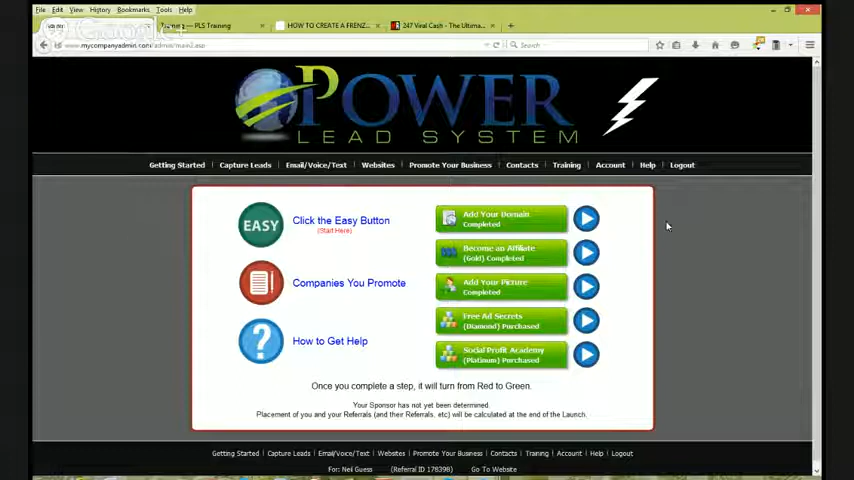 File Edit View History Bookmarks Tools Help
PLS Training
HOW TO CREATE A FRENZ...
247 Viral Cash - The Ultima...
www.mycompanyadmin.com/admin/main2.asp
Search
POWER
LEAD SYSTEM
Getting Started Capture Leads Email/Voice/Text Websites Promote Your Business Contacts Training Account Help Logout
EASY
Click the Easy Button
(Start Here)
Companies You Promote
How to Get Help
Add Your Domain
Completed
Become an Affiliate
(Gold) Completed
Add Your Picture
Completed
Free Ad Secrets
(Diamond) Purchased
Social Profit Academy
(Platinum) Purchased
Once you complete a step, it will turn from Red to Green.
Your Sponsor has not yet been determined.
Placement of you and your Referrals (and their Referrals, etc) will be calculated at the end of the Launch.
Getting Started Capture Leads Email/Voice/Text Websites Promote Your Business Contacts Training Account Help Logout
For: Neil Guess (Referral ID 178398) Go To Website